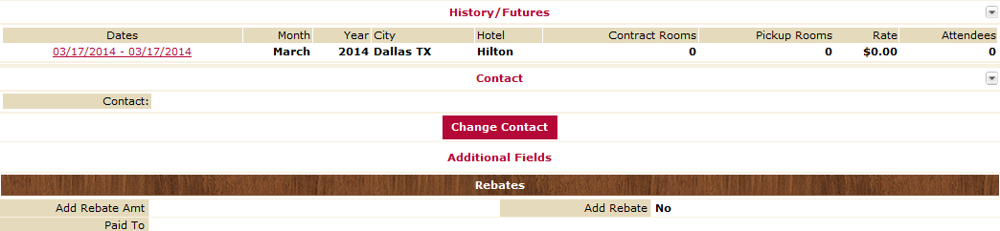 History/Futures
Dates Month Year City Hotel Contract Rooms Pickup Rooms Rate Attendees
03/17/2014 - 03/17/2014 March 2014 Dallas TX Hilton 0 0 $0.00 0
Contact
Contact:
Change Contact
Additional Fields
Rebates
Add Rebate Amt Add Rebate No
Paid To